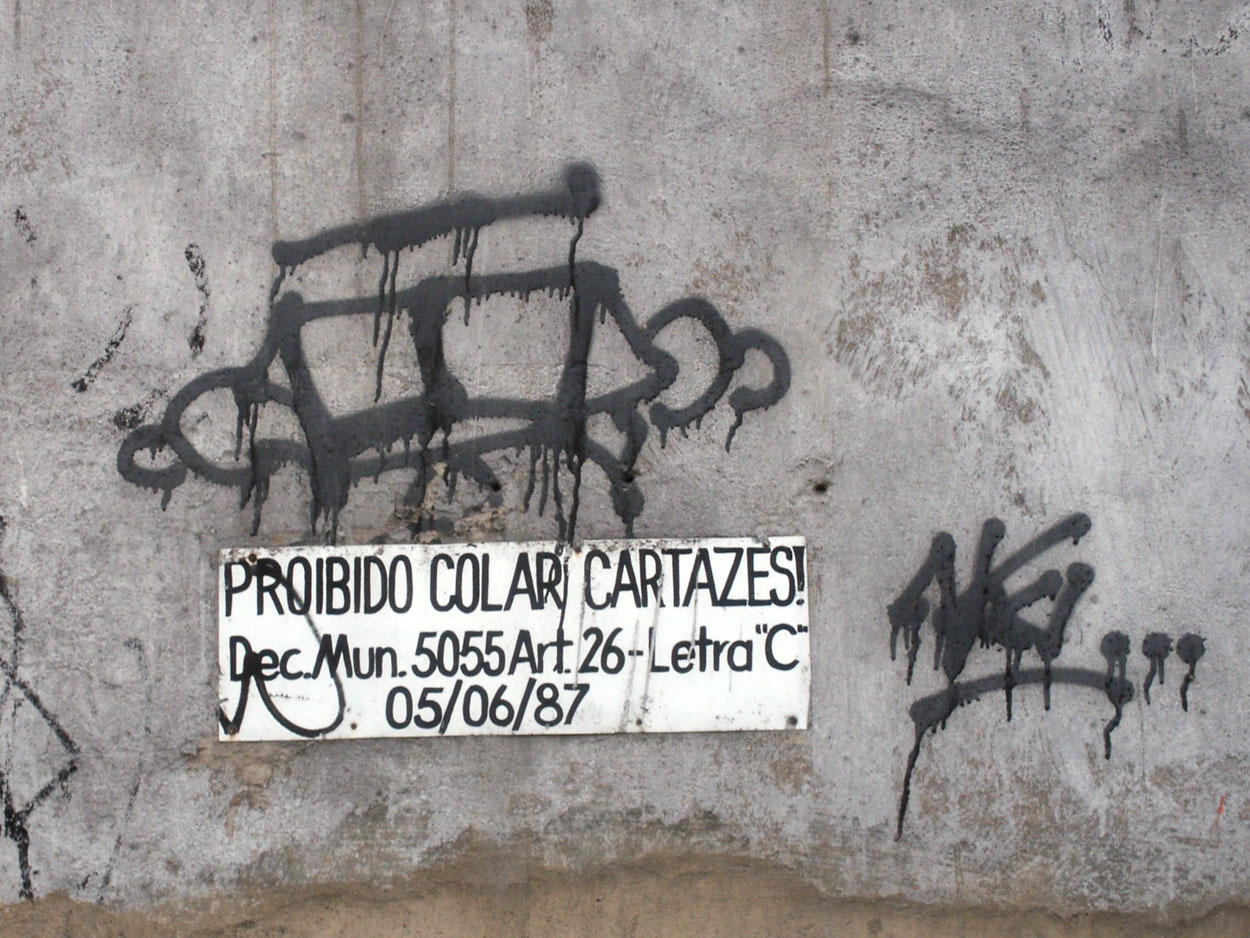 PROIBIDO COLAR CARTAZES!
Dec. Mun. 5055 Art. 26 - Letra "C"
05/06/87